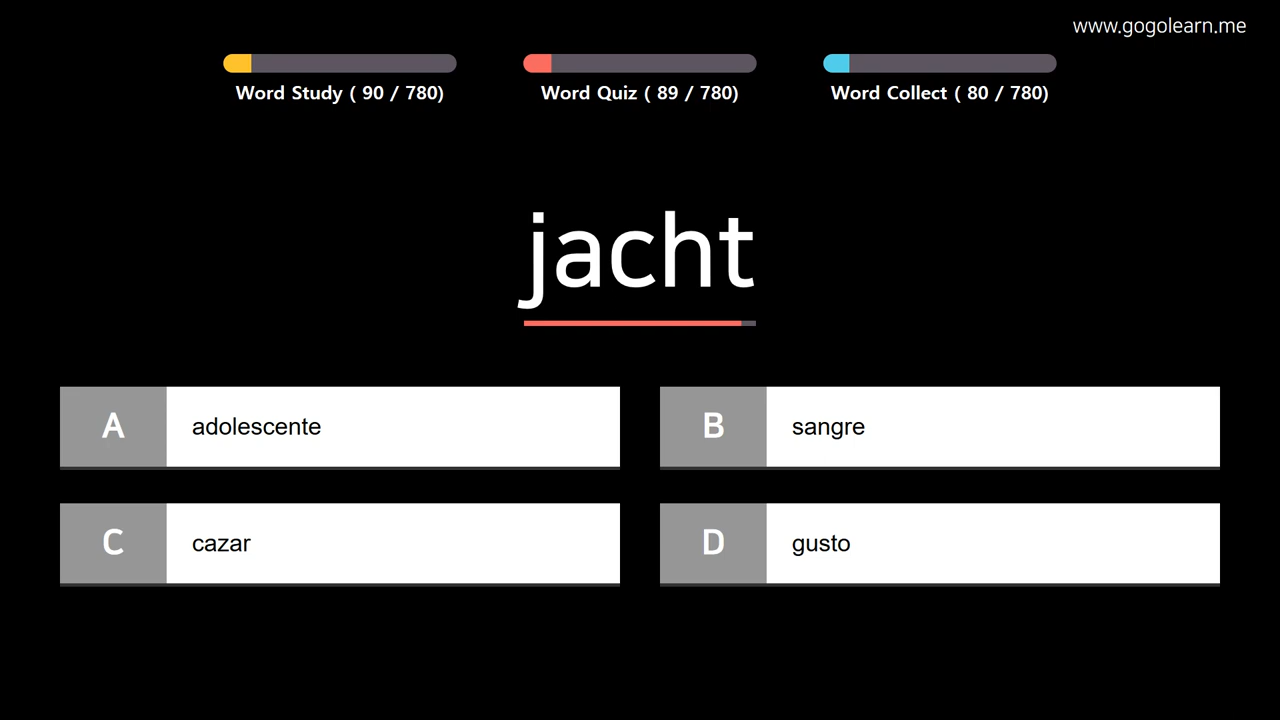 www.gogolearn.me
Word Study ( 90 / 780)
Word Quiz ( 89 / 780)
Word Collect ( 80 / 780)
jacht
A adolescente
B sangre
C cazar
D gusto